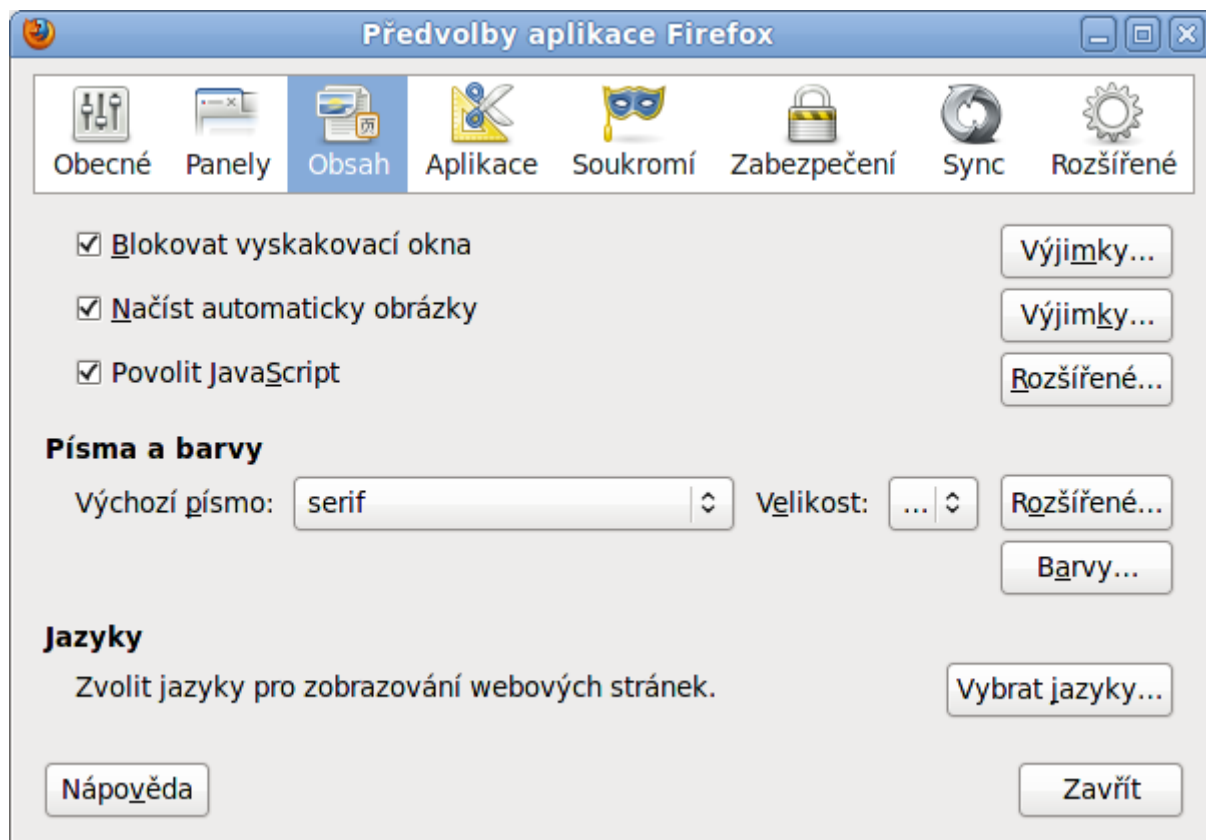 Předvolby aplikace Firefox
Obecné Panely Obsah Aplikace Soukromí Zabezpečení Sync Rozšířené
Blokovat vyskakovací okna Výjimky...
Načíst automaticky obrázky Výjimky...
Povolit JavaScript Rozšířené...
Písma a barvy
Výchozí písmo: serif Velikost: ... Rozšířené...
Barvy...
Jazyky
Zvolit jazyky pro zobrazování webových stránek. Vybrat jazyky...
Nápověda Zavřít